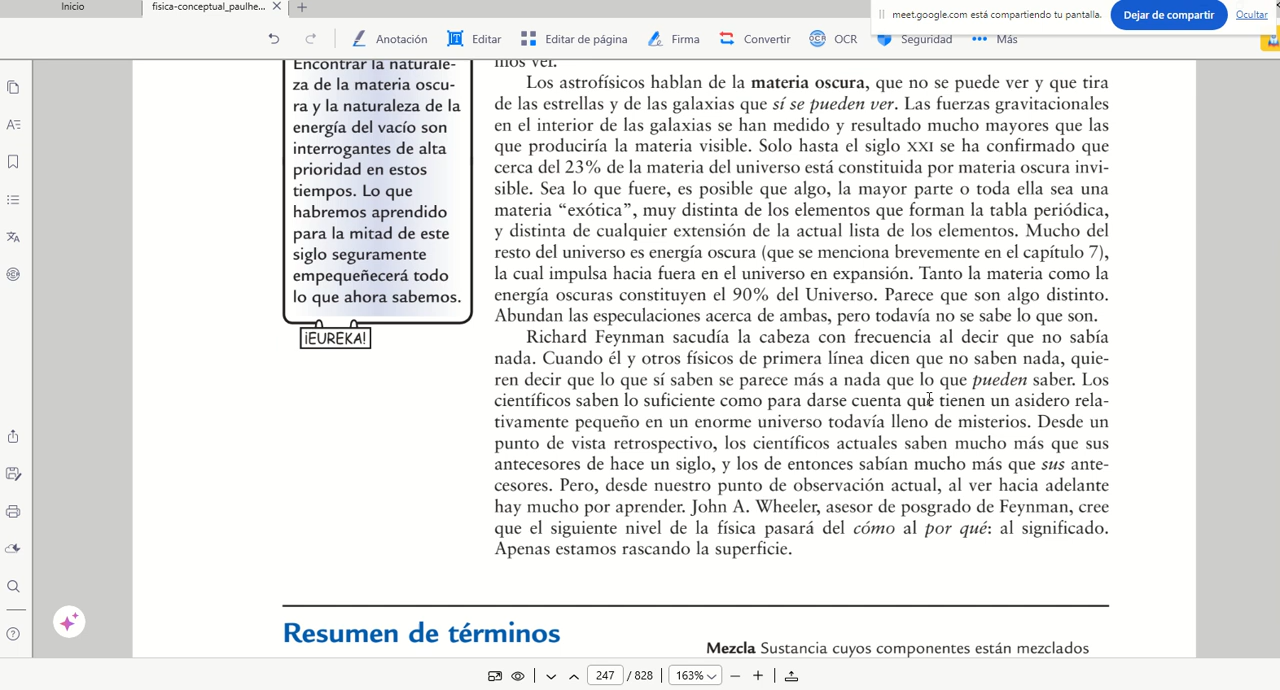 Inicio
fisica-conceptual_paulhe...
meet.google.com está compartiendo tu pantalla.
Dejar de compartir
Ocultar
Anotación
Editar
Editar de página
Firma
Convertir
OCR
OCR
Seguridad
Más
Encontrar la naturale-
za de la materia oscu-
ra y la naturaleza de la
energía del vacío son
interrogantes de alta
prioridad en estos
tiempos. Lo que
habremos aprendido
para la mitad de este
siglo seguramente
empequeñecerá todo
lo que ahora sabemos.
¡EUREKA!
mos ver.
Los astrofísicos hablan de la materia oscura, que no se puede ver y que tira
de las estrellas y de las galaxias que sí se pueden ver. Las fuerzas gravitacionales
en el interior de las galaxias se han medido y resultado mucho mayores que las
que produciría la materia visible. Solo hasta el siglo XXI se ha confirmado que
cerca del 23% de la materia del universo está constituida por materia oscura invi-
sible. Sea lo que fuere, es posible que algo, la mayor parte o toda ella sea una
materia “exótica”, muy distinta de los elementos que forman la tabla periódica,
y distinta de cualquier extensión de la actual lista de los elementos. Mucho del
resto del universo es energía oscura (que se menciona brevemente en el capítulo 7),
la cual impulsa hacia fuera en el universo en expansión. Tanto la materia como la
energía oscuras constituyen el 90% del Universo. Parece que son algo distinto.
Abundan las especulaciones acerca de ambas, pero todavía no se sabe lo que son.
Richard Feynman sacudía la cabeza con frecuencia al decir que no sabía
nada. Cuando él y otros físicos de primera línea dicen que no saben nada, quie-
ren decir que lo que sí saben se parece más a nada que lo que pueden saber. Los
científicos saben lo suficiente como para darse cuenta que tienen un asidero rela-
tivamente pequeño en un enorme universo todavía lleno de misterios. Desde un
punto de vista retrospectivo, los científicos actuales saben mucho más que sus
antecesores de hace un siglo, y los de entonces sabían mucho más que sus ante-
cesores. Pero, desde nuestro punto de observación actual, al ver hacia adelante
hay mucho por aprender. John A. Wheeler, asesor de posgrado de Feynman, cree
que el siguiente nivel de la física pasará del cómo al por qué: al significado.
Apenas estamos rascando la superficie.
Resumen de términos
Mezcla Sustancia cuyos componentes están mezclados
247 / 828
163%